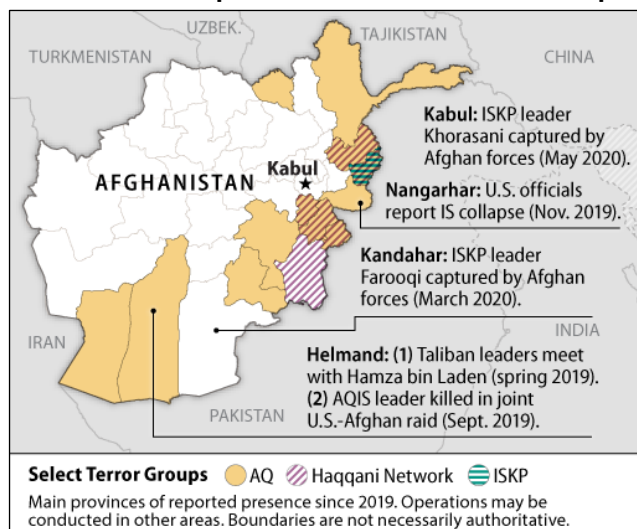 UZBEK.
TAJIKISTAN
TURKMENISTAN
CHINA
Kabul: ISKP leader
Khorasani captured by
Afghan forces (May 2020).
Kabul
AFGHANISTAN
Nangarhar: U.S. officials
report IS collapse (Nov. 2019).
Kandahar: ISKP leader
Farooqi captured by Afghan
forces (March 2020).
IRAN
INDIA
Helmand: (1) Taliban leaders meet
with Hamza bin Laden (spring 2019).
(2) AQIS leader killed in joint
U.S.-Afghan raid (Sept. 2019).
PAKISTAN
Select Terror Groups AQ Haqqani Network ISKP
Main provinces of reported presence since 2019. Operations may be
conducted in other areas. Boundaries are not necessarily authoritative.